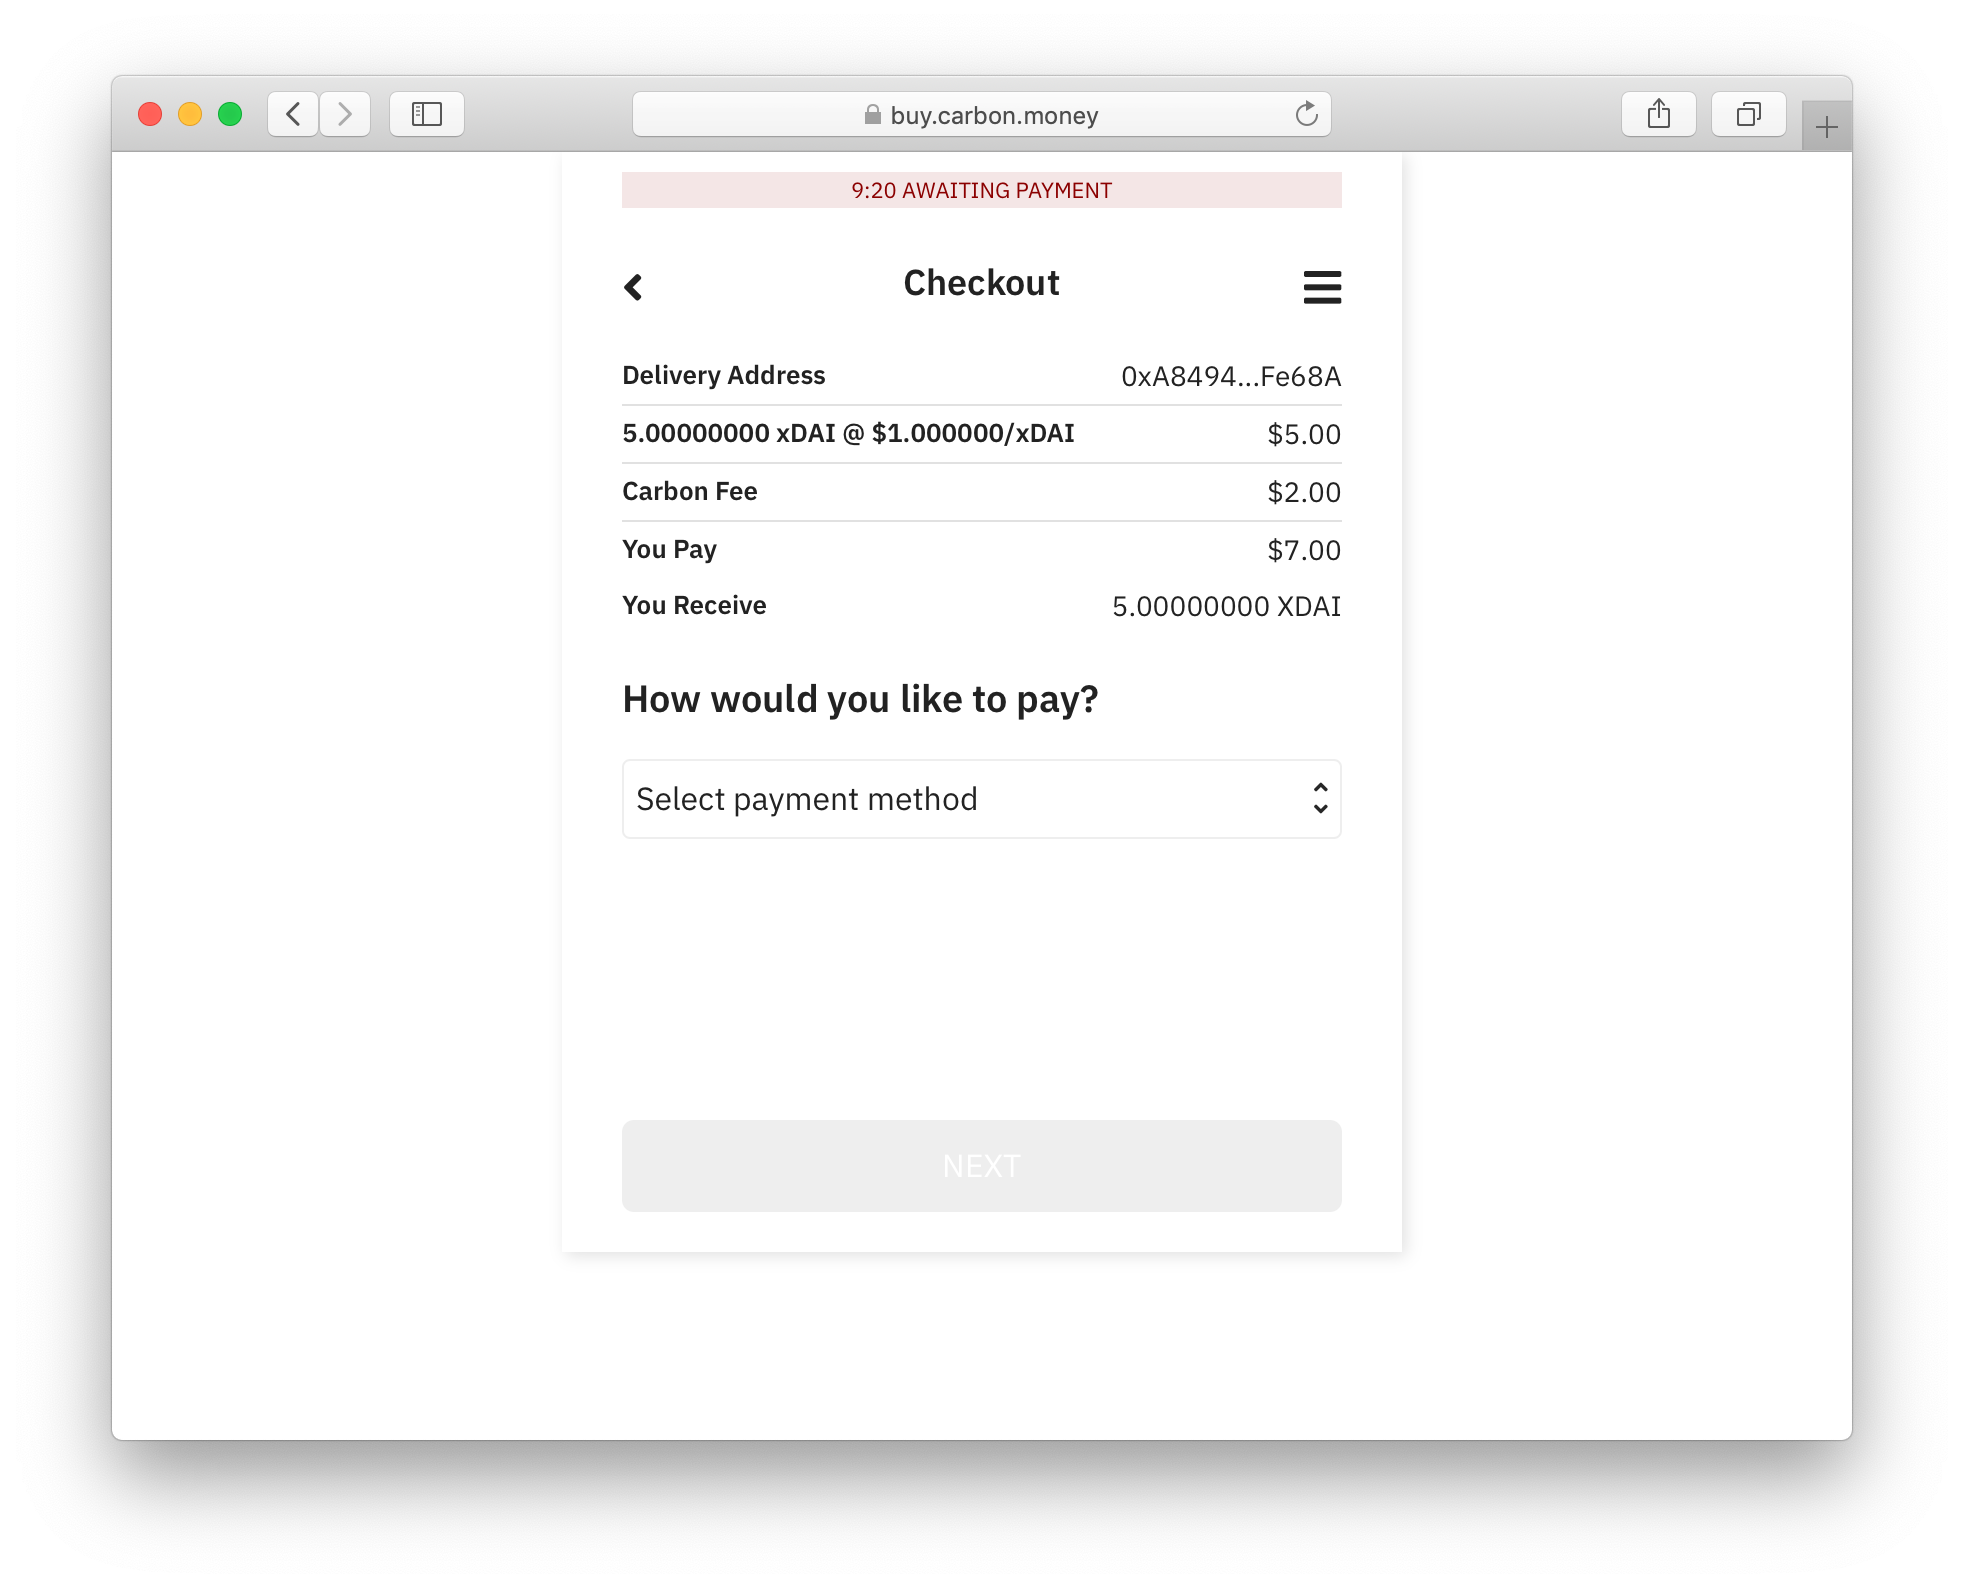 buy.carbon.money
9:20 AWAITING PAYMENT
Checkout
Delivery Address 0xA8494...Fe68A
5.00000000 xDAI @ $1.000000/xDAI $5.00
Carbon Fee $2.00
You Pay $7.00
You Receive 5.00000000 XDAI
How would you like to pay?
Select payment method
NEXT